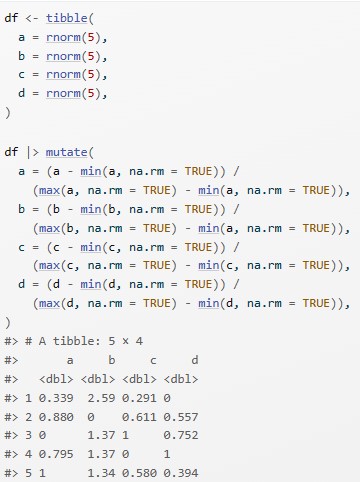 df <- tibble(
  a = rnorm(5),
  b = rnorm(5),
  c = rnorm(5),
  d = rnorm(5),
)

df |> mutate(
  a = (a - min(a, na.rm = TRUE)) /
    (max(a, na.rm = TRUE) - min(a, na.rm = TRUE)),
  b = (b - min(b, na.rm = TRUE)) /
    (max(b, na.rm = TRUE) - min(a, na.rm = TRUE)),
  c = (c - min(c, na.rm = TRUE)) /
    (max(c, na.rm = TRUE) - min(c, na.rm = TRUE)),
  d = (d - min(d, na.rm = TRUE)) /
    (max(d, na.rm = TRUE) - min(d, na.rm = TRUE)),
)
#> # A tibble: 5 × 4
#>       a     b     c     d
#>   <dbl> <dbl> <dbl> <dbl>
#> 1 0.339  2.59 0.291 0
#> 2 0.880  0    0.611 0.557
#> 3 0      1.37 1     0.752
#> 4 0.795  1.37 0     1
#> 5 1      1.34 0.580 0.394